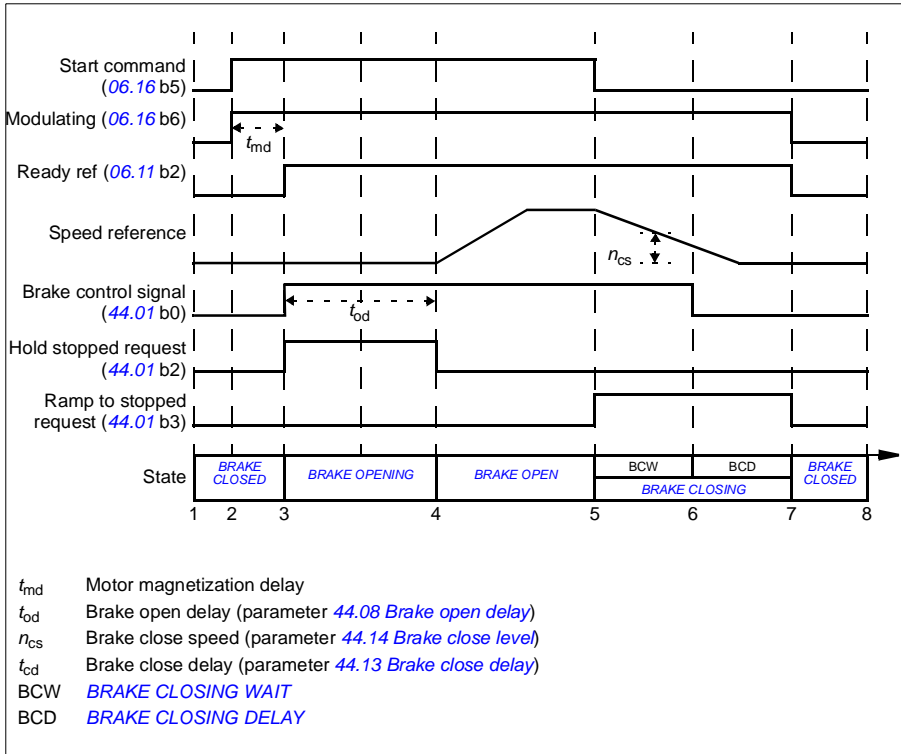 Start command
(06.16 b5)
Modulating (06.16 b6)
tmd
Ready ref (06.11 b2)
Speed reference
ncs
Brake control signal
(44.01 b0)
tod
Hold stopped request
(44.01 b2)
Ramp to stopped
request (44.01 b3)
State
BRAKE
CLOSED
BRAKE OPENING
BRAKE OPEN
BCW
BCD
BRAKE CLOSING
BRAKE
CLOSED
1 2 3 4 5 6 7 8
tmd Motor magnetization delay
tod Brake open delay (parameter 44.08 Brake open delay)
ncs Brake close speed (parameter 44.14 Brake close level)
tcd Brake close delay (parameter 44.13 Brake close delay)
BCW BRAKE CLOSING WAIT
BCD BRAKE CLOSING DELAY